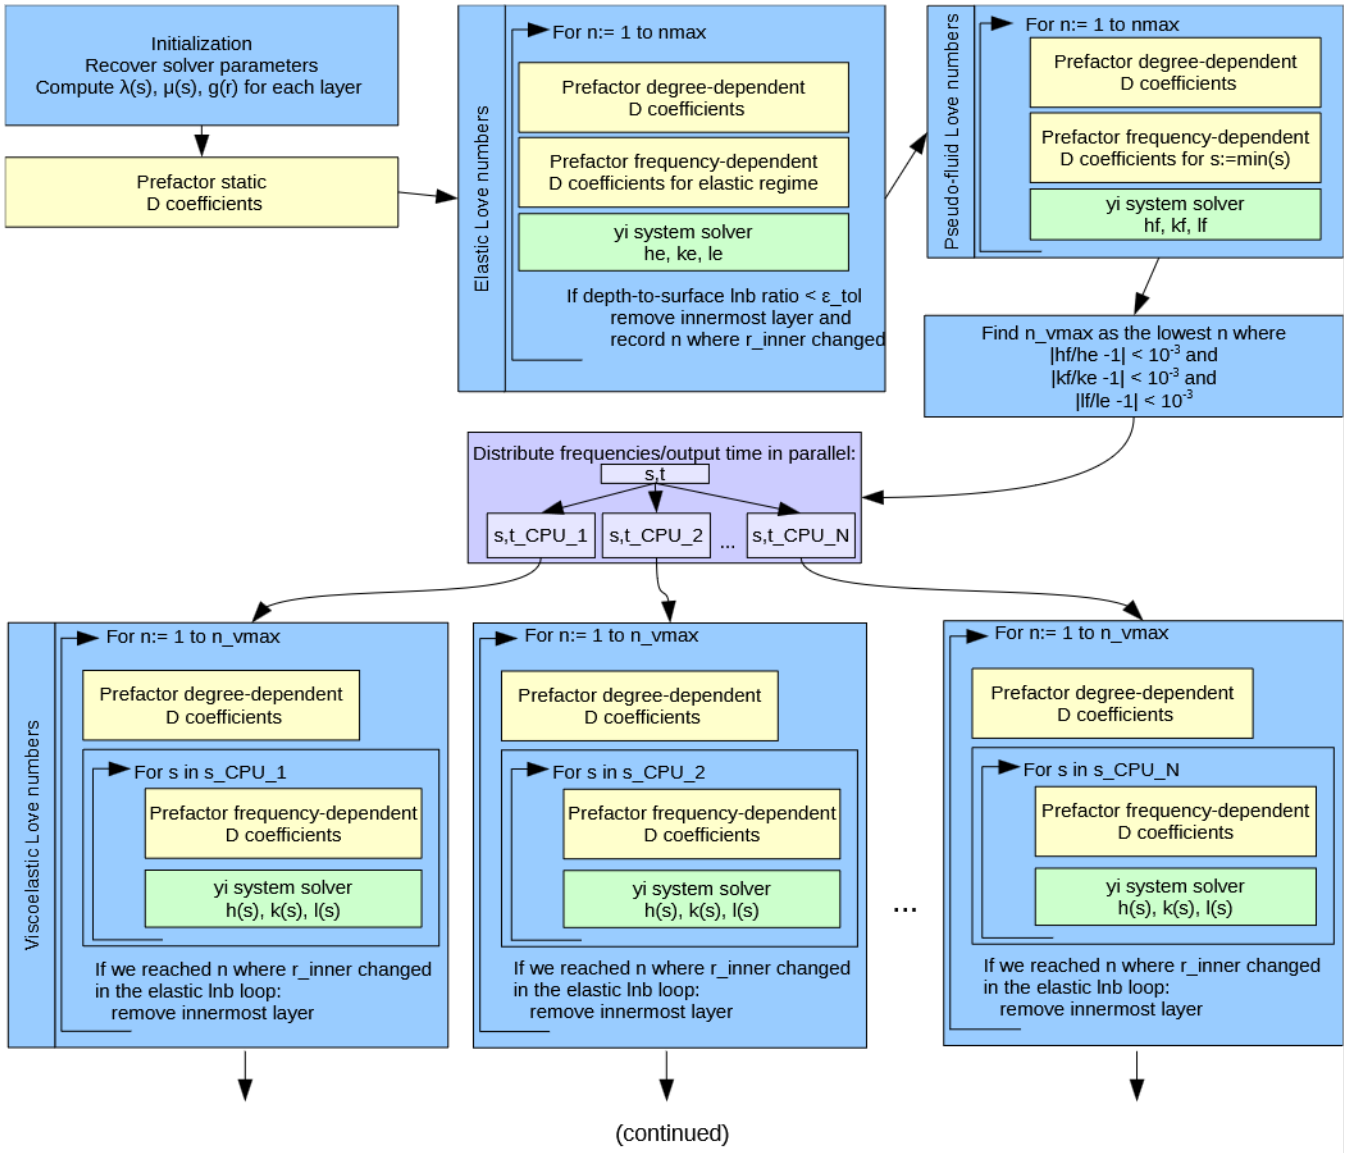 Initialization
Recover solver parameters
Compute λ(s), μ(s), g(r) for each layer
Prefactor static
D coefficients
Elastic Love numbers
For n:= 1 to nmax
Prefactor degree-dependent
D coefficients
Prefactor frequency-dependent
D coefficients for elastic regime
yi system solver
he, ke, le
If depth-to-surface lnb ratio < ε_tol
remove innermost layer and
record n where r_inner changed
Pseudo-fluid Love numbers
For n:= 1 to nmax
Prefactor degree-dependent
D coefficients
Prefactor frequency-dependent
D coefficients for s:=min(s)
yi system solver
hf, kf, lf
Find n_vmax as the lowest n where
|hf/he -1| < 10⁻³ and
|kf/ke -1| < 10⁻³ and
|lf/le -1| < 10⁻³
Distribute frequencies/output time in parallel:
s,t
s,t_CPU_1
s,t_CPU_2
...
s,t_CPU_N
Viscoelastic Love numbers
For n:= 1 to n_vmax
Prefactor degree-dependent
D coefficients
For s in s_CPU_1
Prefactor frequency-dependent
D coefficients
yi system solver
h(s), k(s), l(s)
If we reached n where r_inner changed
in the elastic lnb loop:
remove innermost layer
For n:= 1 to n_vmax
Prefactor degree-dependent
D coefficients
For s in s_CPU_2
Prefactor frequency-dependent
D coefficients
yi system solver
h(s), k(s), l(s)
If we reached n where r_inner changed
in the elastic lnb loop:
remove innermost layer
...
For n:= 1 to n_vmax
Prefactor degree-dependent
D coefficients
For s in s_CPU_N
Prefactor frequency-dependent
D coefficients
yi system solver
h(s), k(s), l(s)
If we reached n where r_inner changed
in the elastic lnb loop:
remove innermost layer
(continued)